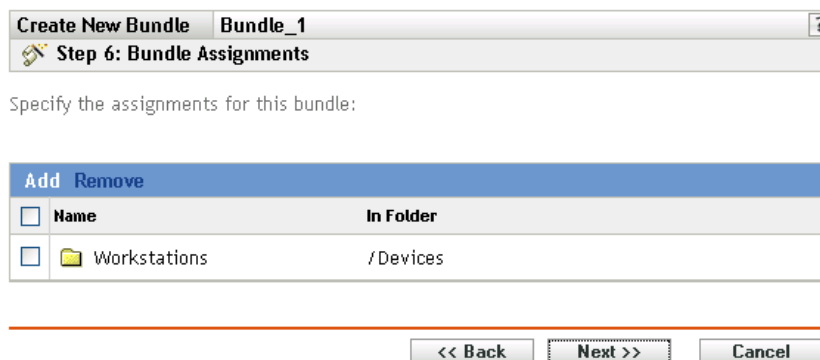 Create New Bundle Bundle_1 ?
Step 6: Bundle Assignments
Specify the assignments for this bundle:
Add Remove
Name In Folder
Workstations /Devices
<< Back Next >> Cancel